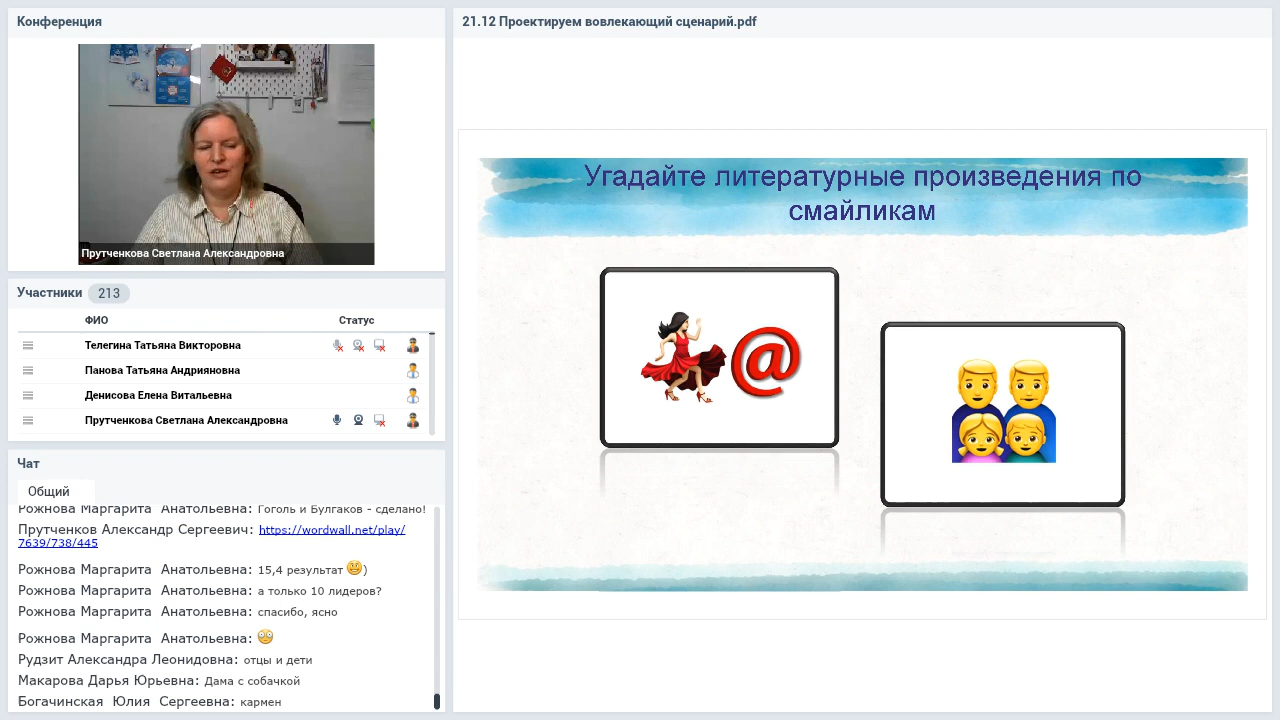 Конференция
Прутченкова Светлана Александровна
Участники 213
ФИО Статус
Телегина Татьяна Викторовна
Панова Татьяна Андрияновна
Денисова Елена Витальевна
Прутченкова Светлана Александровна
Чат
Общий
Рожнова Маргарита Анатольевна: Гоголь и Булгаков - сделано!
Прутченков Александр Сергеевич: https://wordwall.net/play/
7639/738/445
Рожнова Маргарита Анатольевна: 15,4 результат )
Рожнова Маргарита Анатольевна: а только 10 лидеров?
Рожнова Маргарита Анатольевна: спасибо, ясно
Рожнова Маргарита Анатольевна:
Рудзит Александра Леонидовна: отцы и дети
Макарова Дарья Юрьевна: Дама с собачкой
Богачинская Юлия Сергеевна: кармен
21.12 Проектируем вовлекающий сценарий.pdf
Угадайте литературные произведения по
смайликам
@